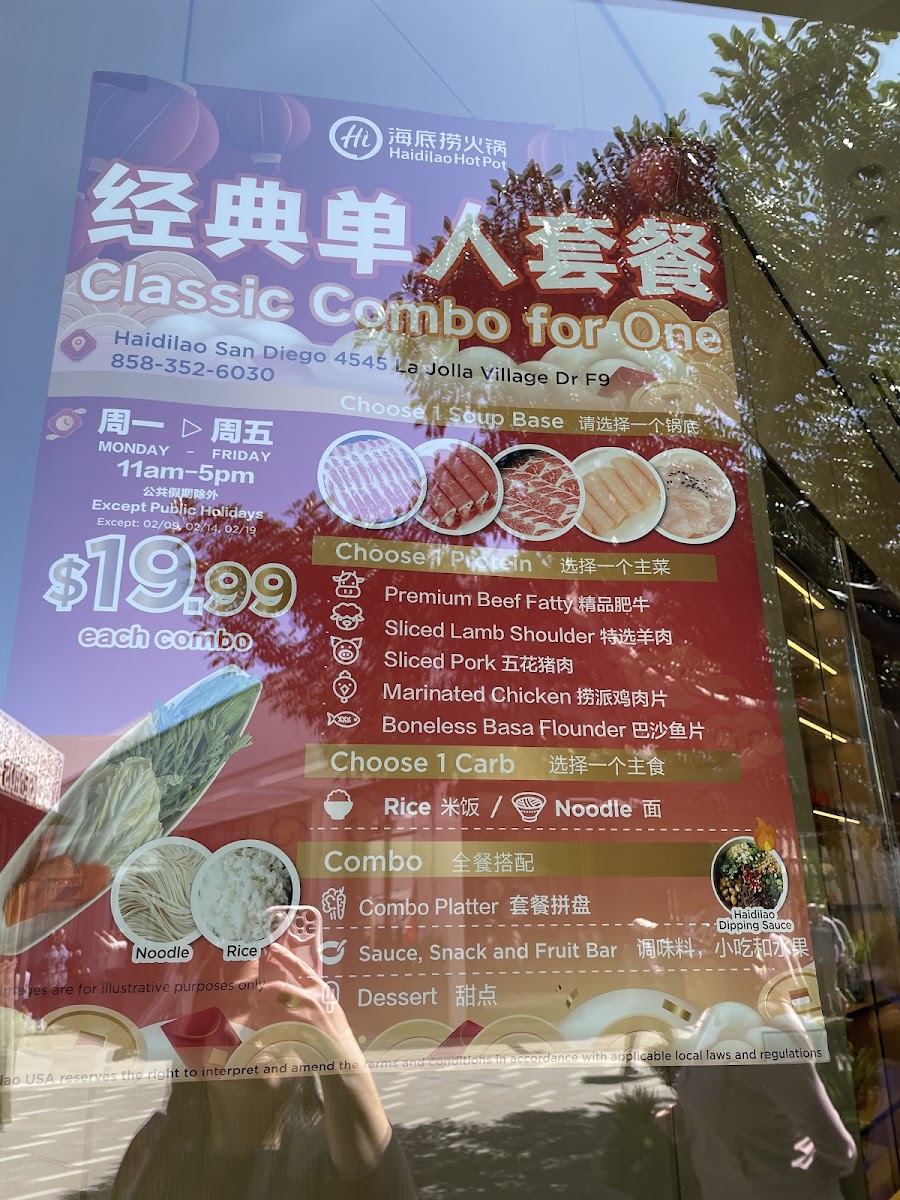 Hi 海底捞火锅
Haidilao Hot Pot
经典单人套餐
Classic Combo for One
Haidilao San Diego 4545 La Jolla Village Dr F9
858-352-6030
周一 ▷ 周五
MONDAY - FRIDAY
11am-5pm
公共假期除外
Except Public Holidays
Except: 02/09, 02/14, 02/19
$19.99
each combo
Choose 1 Soup Base 请选择一个锅底
Choose 1 Protein 选择一个主菜
Premium Beef Fatty 精品肥牛
Sliced Lamb Shoulder 特选羊肉
Sliced Pork 五花猪肉
Marinated Chicken 捞派鸡肉片
Boneless Basa Flounder 巴沙鱼片
Choose 1 Carb 选择一个主食
Rice 米饭 / Noodle 面
Combo 全餐搭配
Combo Platter 套餐拼盘
Sauce, Snack and Fruit Bar 调味料，小吃和水果
Dessert 甜点
Haidilao
Dipping Sauce
Noodle
Rice
images are for illustrative purposes only
lao USA reserves the right to interpret and amend the terms and conditions in accordance with applicable local laws and regulations